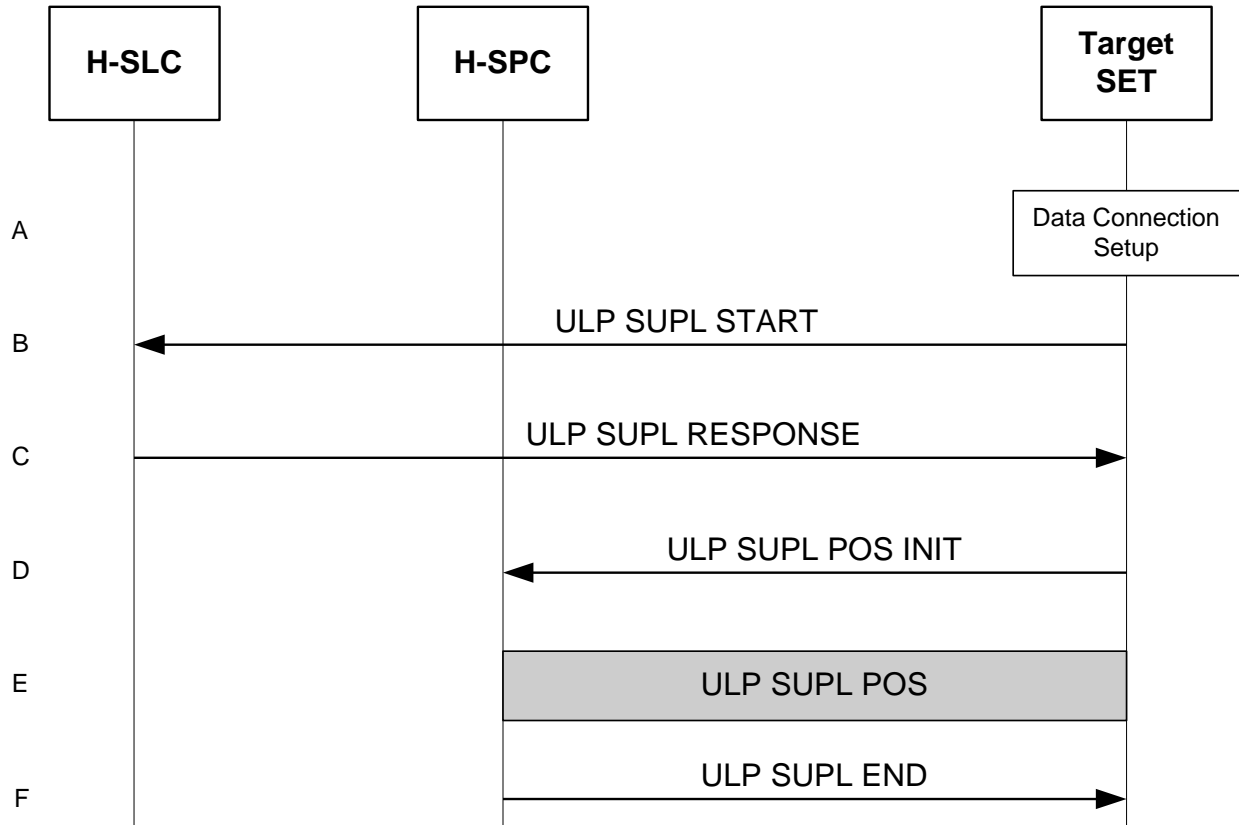 H-SLC
H-SPC
Target
SET
A
Data Connection
Setup
B
ULP SUPL START
C
ULP SUPL RESPONSE
D
ULP SUPL POS INIT
E
ULP SUPL POS
F
ULP SUPL END